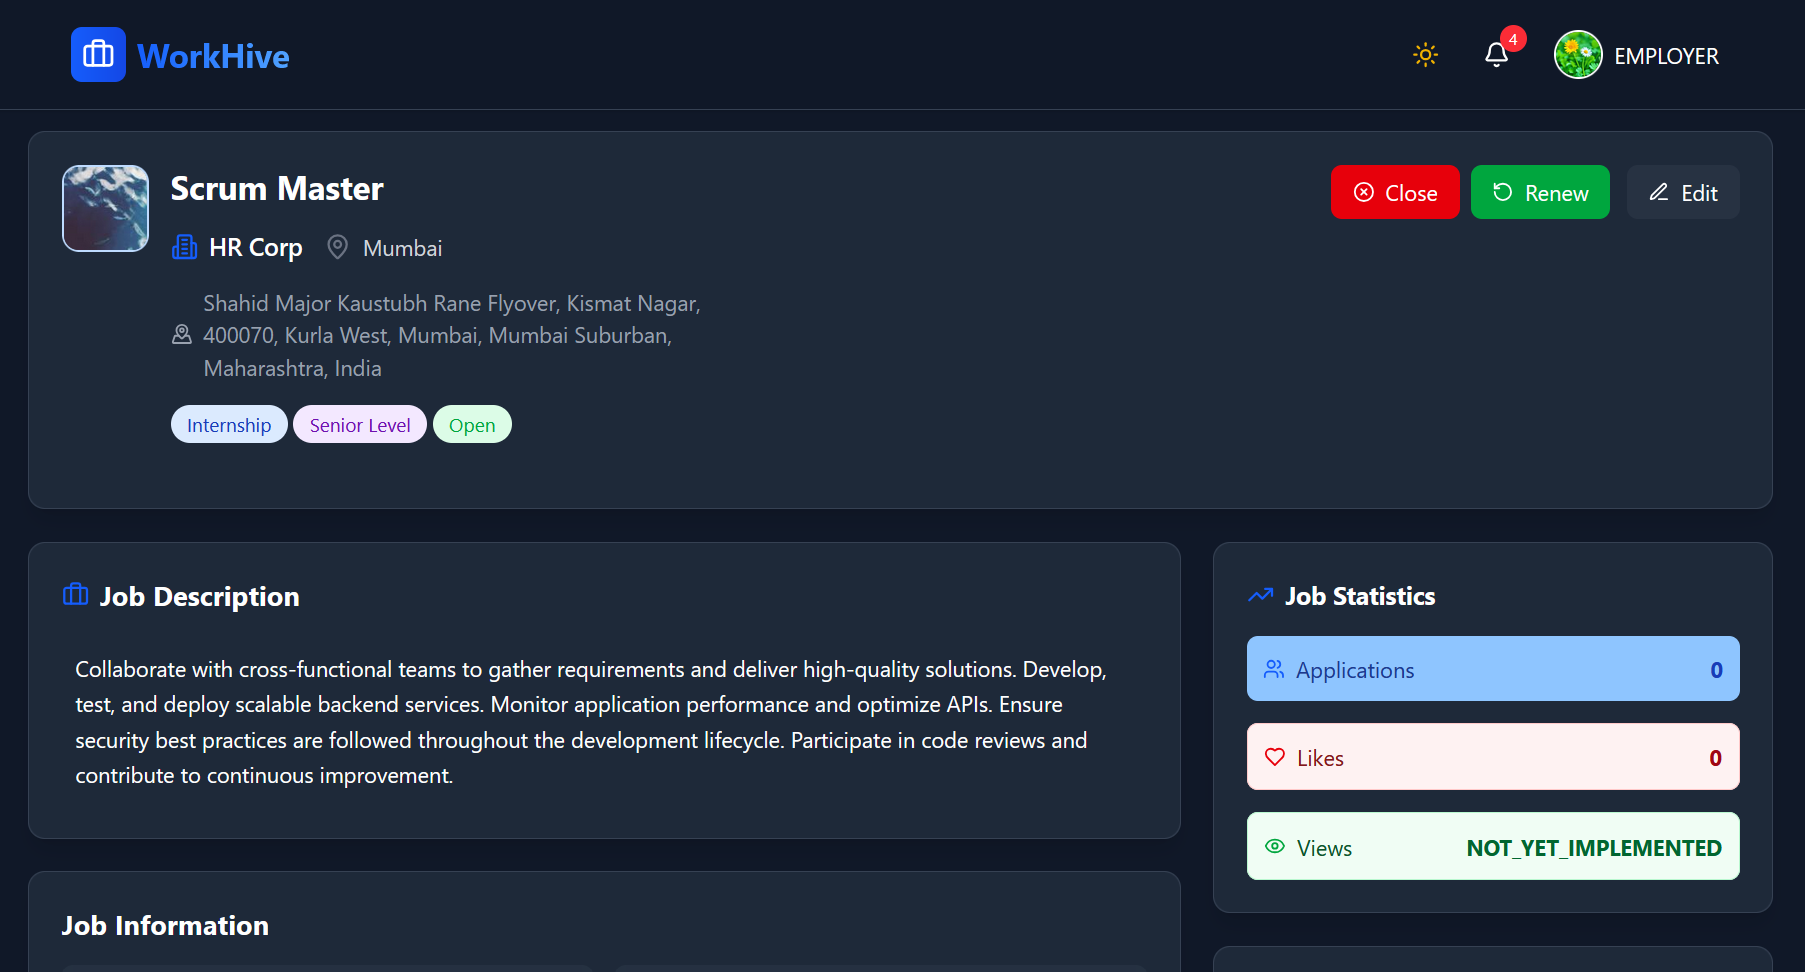 WorkHive
4
EMPLOYER
Scrum Master
Close
Renew
Edit
HR Corp
Mumbai
Shahid Major Kaustubh Rane Flyover, Kismat Nagar,
400070, Kurla West, Mumbai, Mumbai Suburban,
Maharashtra, India
Internship
Senior Level
Open
Job Description
Collaborate with cross-functional teams to gather requirements and deliver high-quality solutions. Develop,
test, and deploy scalable backend services. Monitor application performance and optimize APIs. Ensure
security best practices are followed throughout the development lifecycle. Participate in code reviews and
contribute to continuous improvement.
Job Statistics
Applications 0
Likes 0
Views NOT_YET_IMPLEMENTED
Job Information